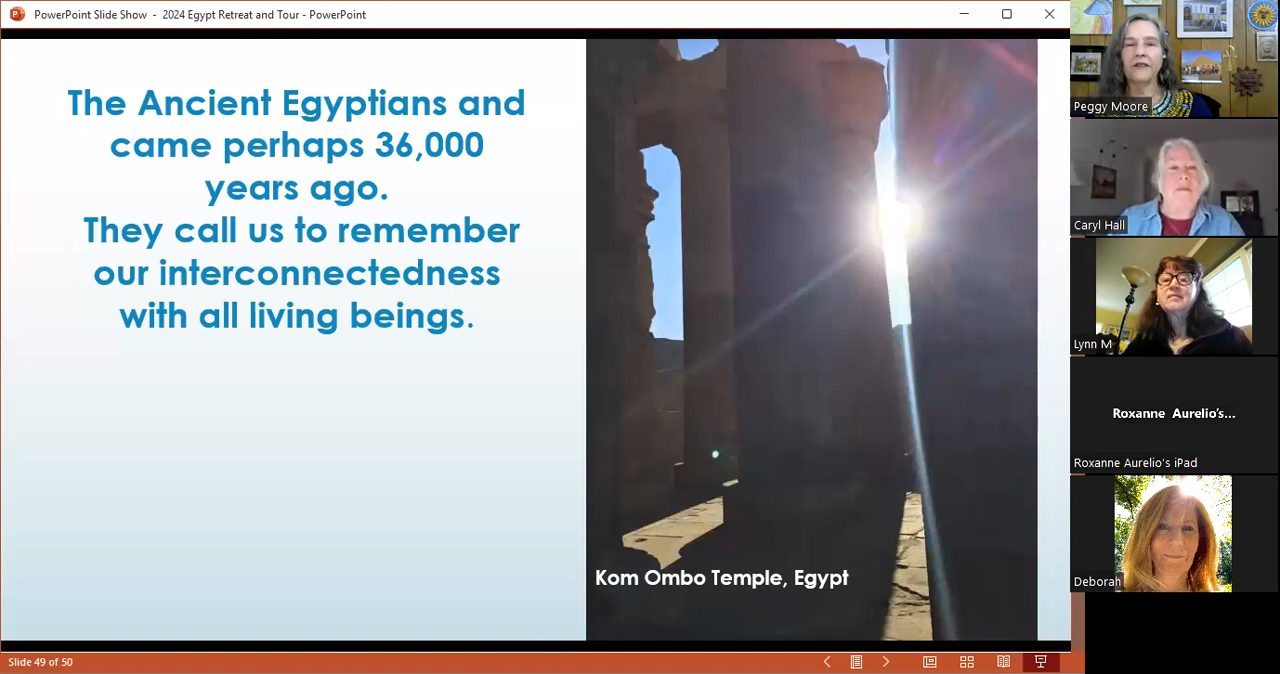 PowerPoint Slide Show - 2024 Egypt Retreat and Tour - PowerPoint
The Ancient Egyptians and
came perhaps 36,000
years ago.
They call us to remember
our interconnectedness
with all living beings.
Kom Ombo Temple, Egypt
Slide 49 of 50
Peggy Moore
Caryl Hall
Lynn M
Roxanne Aurelio's...
Roxanne Aurelio's iPad
Deborah